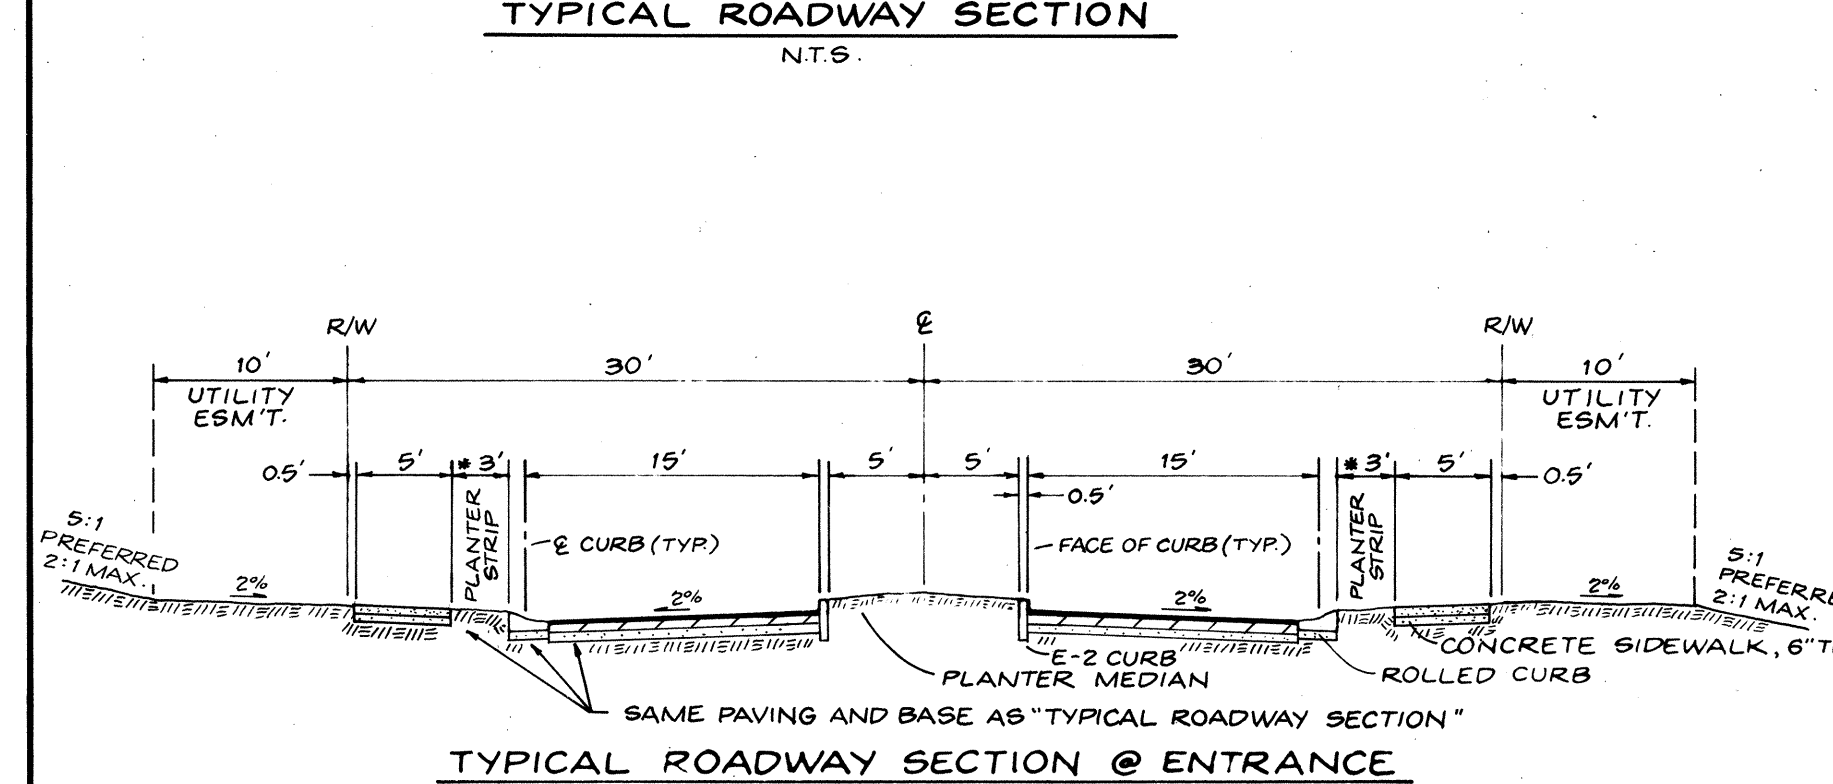 TYPICAL ROADWAY SECTION
N.T.S.
R/W
℄
R/W
10'
30'
30'
10'
UTILITY
ESM'T.
UTILITY
ESM'T.
0.5'
5'
* 3'
15'
5'
5'
15'
* 3'
5'
0.5'
0.5'
PLANTER
STRIP
℄ CURB (TYP.)
FACE OF CURB (TYP.)
PLANTER
STRIP
5:1
PREFERRED
2:1 MAX.
2%
2%
2%
2%
5:1
PREFERRE
2:1 MAX.
E-2 CURB
PLANTER MEDIAN
CONCRETE SIDEWALK, 6" T
ROLLED CURB
SAME PAVING AND BASE AS "TYPICAL ROADWAY SECTION"
TYPICAL ROADWAY SECTION @ ENTRANCE